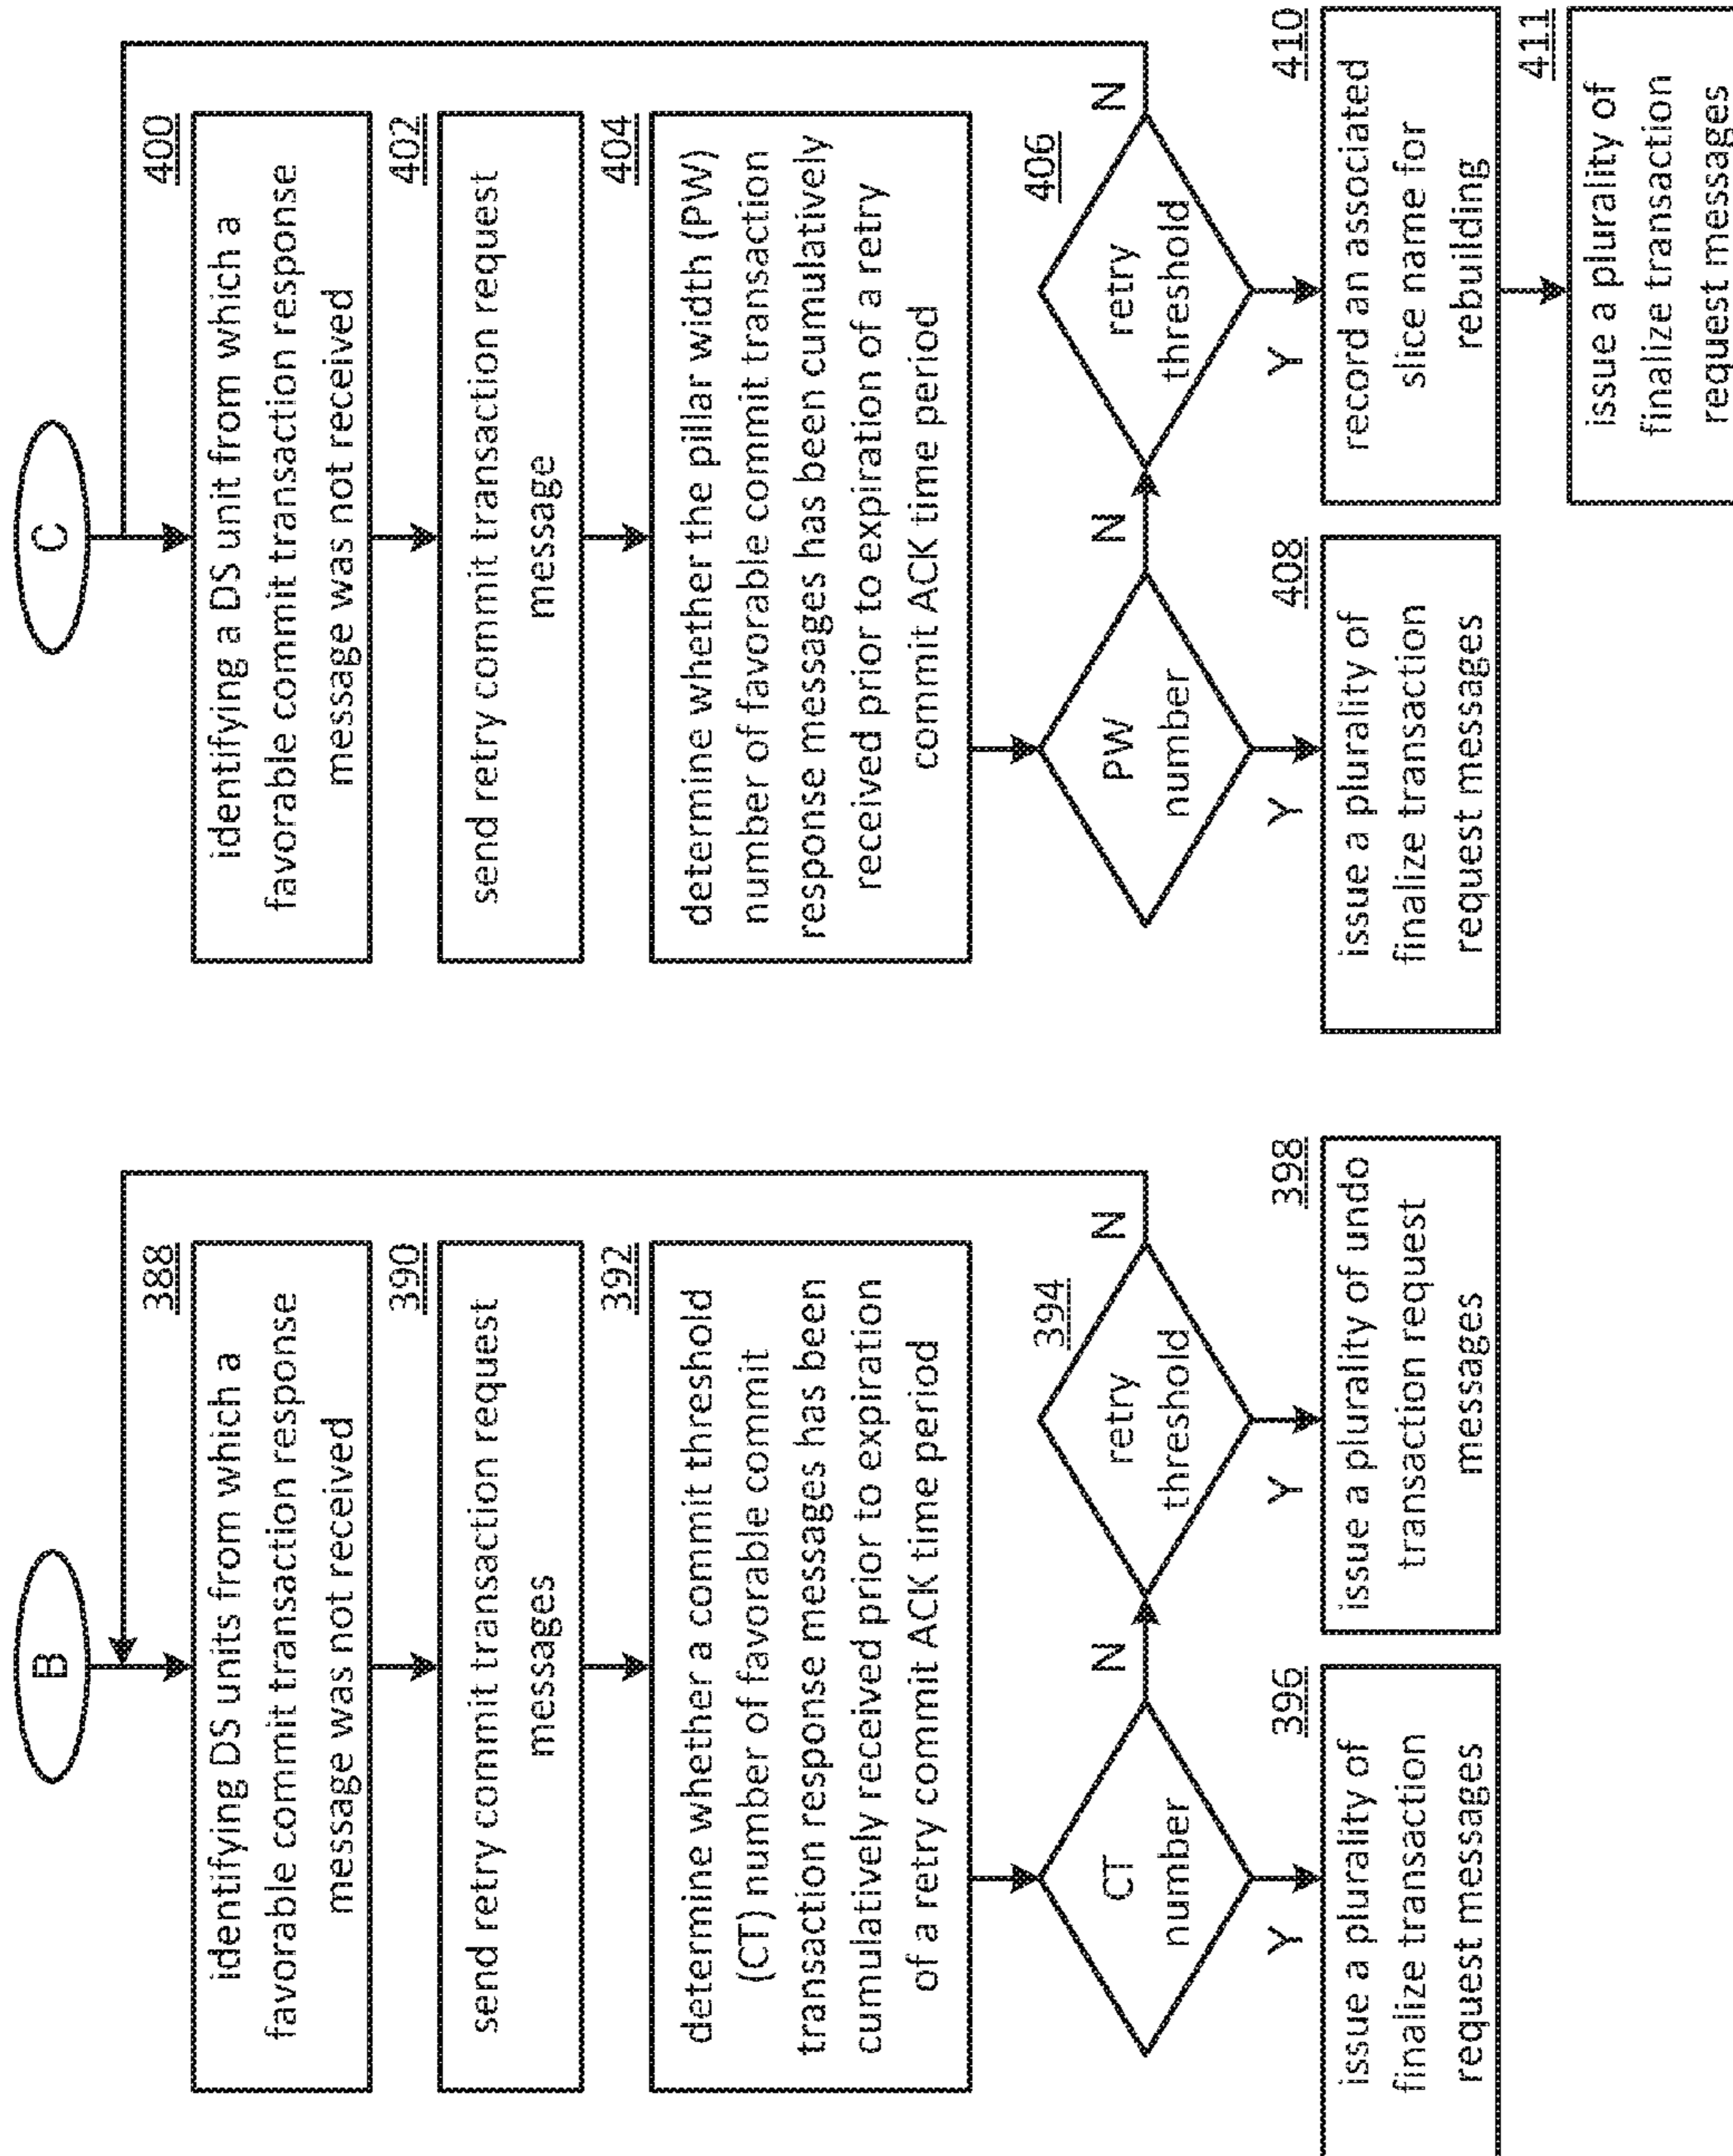 B
388
identifying DS units from which a
favorable commit transaction response
message was not received
390
send retry commit transaction request
messages
392
determine whether a commit threshold
(CT) number of favorable commit
transaction response messages has been
cumulatively received prior to expiration
of a retry commit ACK time period
CT
number
N
Y
394
retry
threshold
N
Y
396
issue a plurality of
finalize transaction
request messages
398
issue a plurality of undo
transaction request
messages
C
400
identifying a DS unit from which a
favorable commit transaction response
message was not received
402
send retry commit transaction request
message
404
determine whether the pillar width (PW)
number of favorable commit transaction
response messages has been cumulatively
received prior to expiration of a retry
commit ACK time period
PW
number
N
Y
406
retry
threshold
N
Y
408
issue a plurality of
finalize transaction
request messages
410
record an associated
slice name for
rebuilding
411
issue a plurality of
finalize transaction
request messages